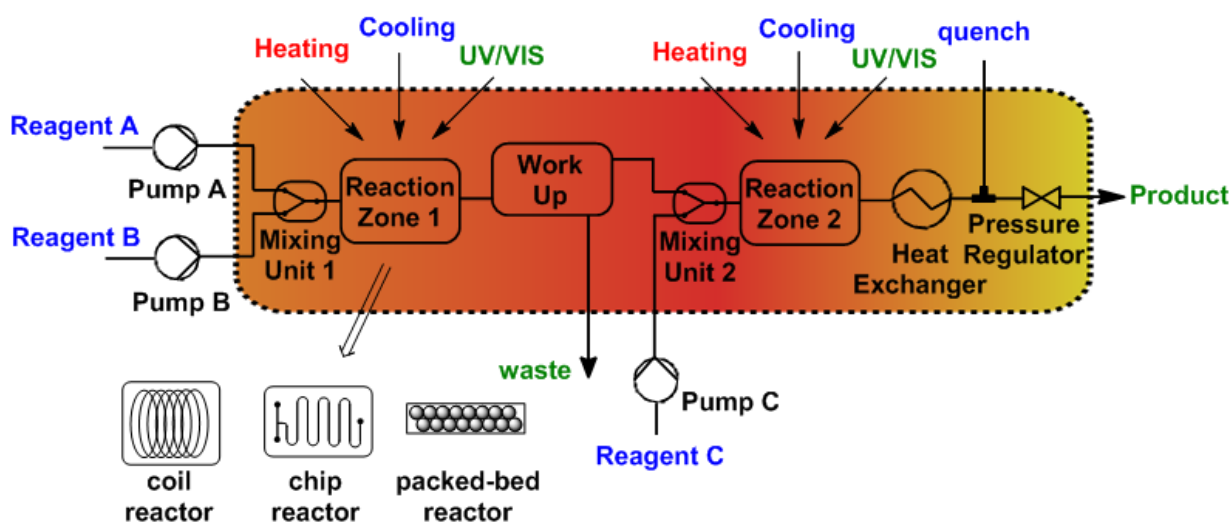 Heating
Cooling
UV/VIS
Heating
Cooling
UV/VIS
quench
Reagent A
Pump A
Reagent B
Pump B
Mixing
Unit 1
Reaction
Zone 1
Work
Up
Mixing
Unit 2
Reaction
Zone 2
Heat
Exchanger
Pressure
Regulator
Product
waste
Pump C
Reagent C
coil
reactor
chip
reactor
packed-bed
reactor